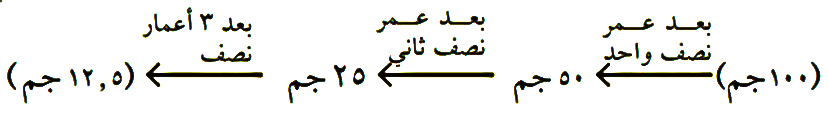 بعد عمر
نصف واحد
بعد عمر
نصف ثاني
بعد ٣ أعمار
نصف
(١٠٠جم) ٥٠ جم ٢٥ جم (١٢,٥ جم)